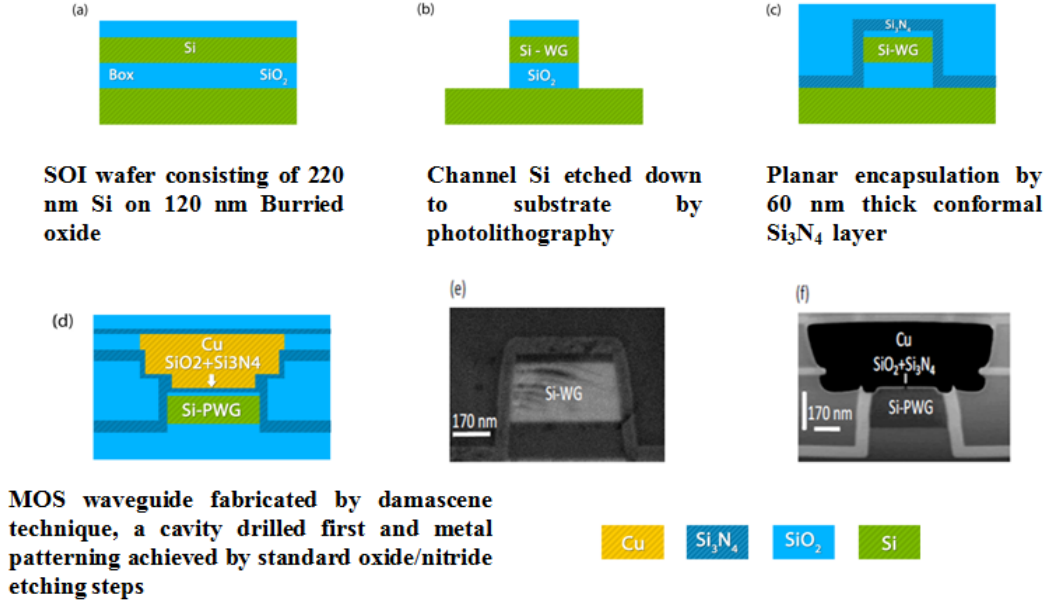 (a)
Si
Box SiO2
SOI wafer consisting of 220
nm Si on 120 nm Burried
oxide
(b)
Si - WG
SiO2
Channel Si etched down
to substrate by
photolithography
(c)
Si3N4
Si-WG
Planar encapsulation by
60 nm thick conformal
Si3N4 layer
(d)
Cu
SiO2+Si3N4
Si-PWG
MOS waveguide fabricated by damascene
technique, a cavity drilled first and metal
patterning achieved by standard oxide/nitride
etching steps
(e)
Si-WG
170 nm
(f)
Cu
SiO2+Si3N4
Si-PWG
170 nm
Cu Si3N4 SiO2 Si